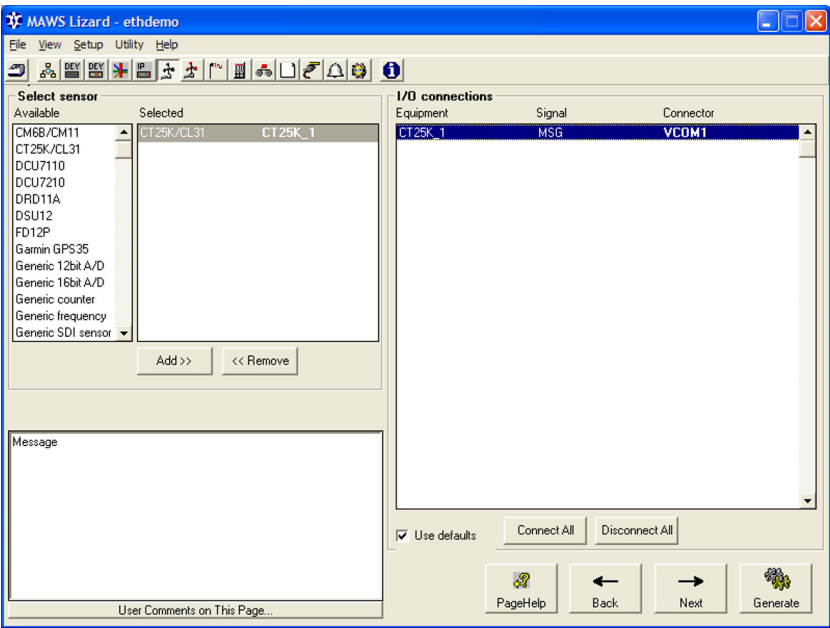 MAWS Lizard - ethdemo
File View Setup Utility Help
DEV DEV IP
Select sensor
Available Selected
CM6B/CM11
CT25K/CL31
DCU7110
DCU7210
DRD11A
DSU12
FD12P
Garmin GPS35
Generic 12bit A/D
Generic 16bit A/D
Generic counter
Generic frequency
Generic SDI sensor
CT25K/CL31 CT25K_1
Add >> << Remove
I/O connections
Equipment Signal Connector
CT25K_1 MSG VCOM1
Message
Use defaults Connect All Disconnect All
User Comments on This Page...
PageHelp Back Next Generate